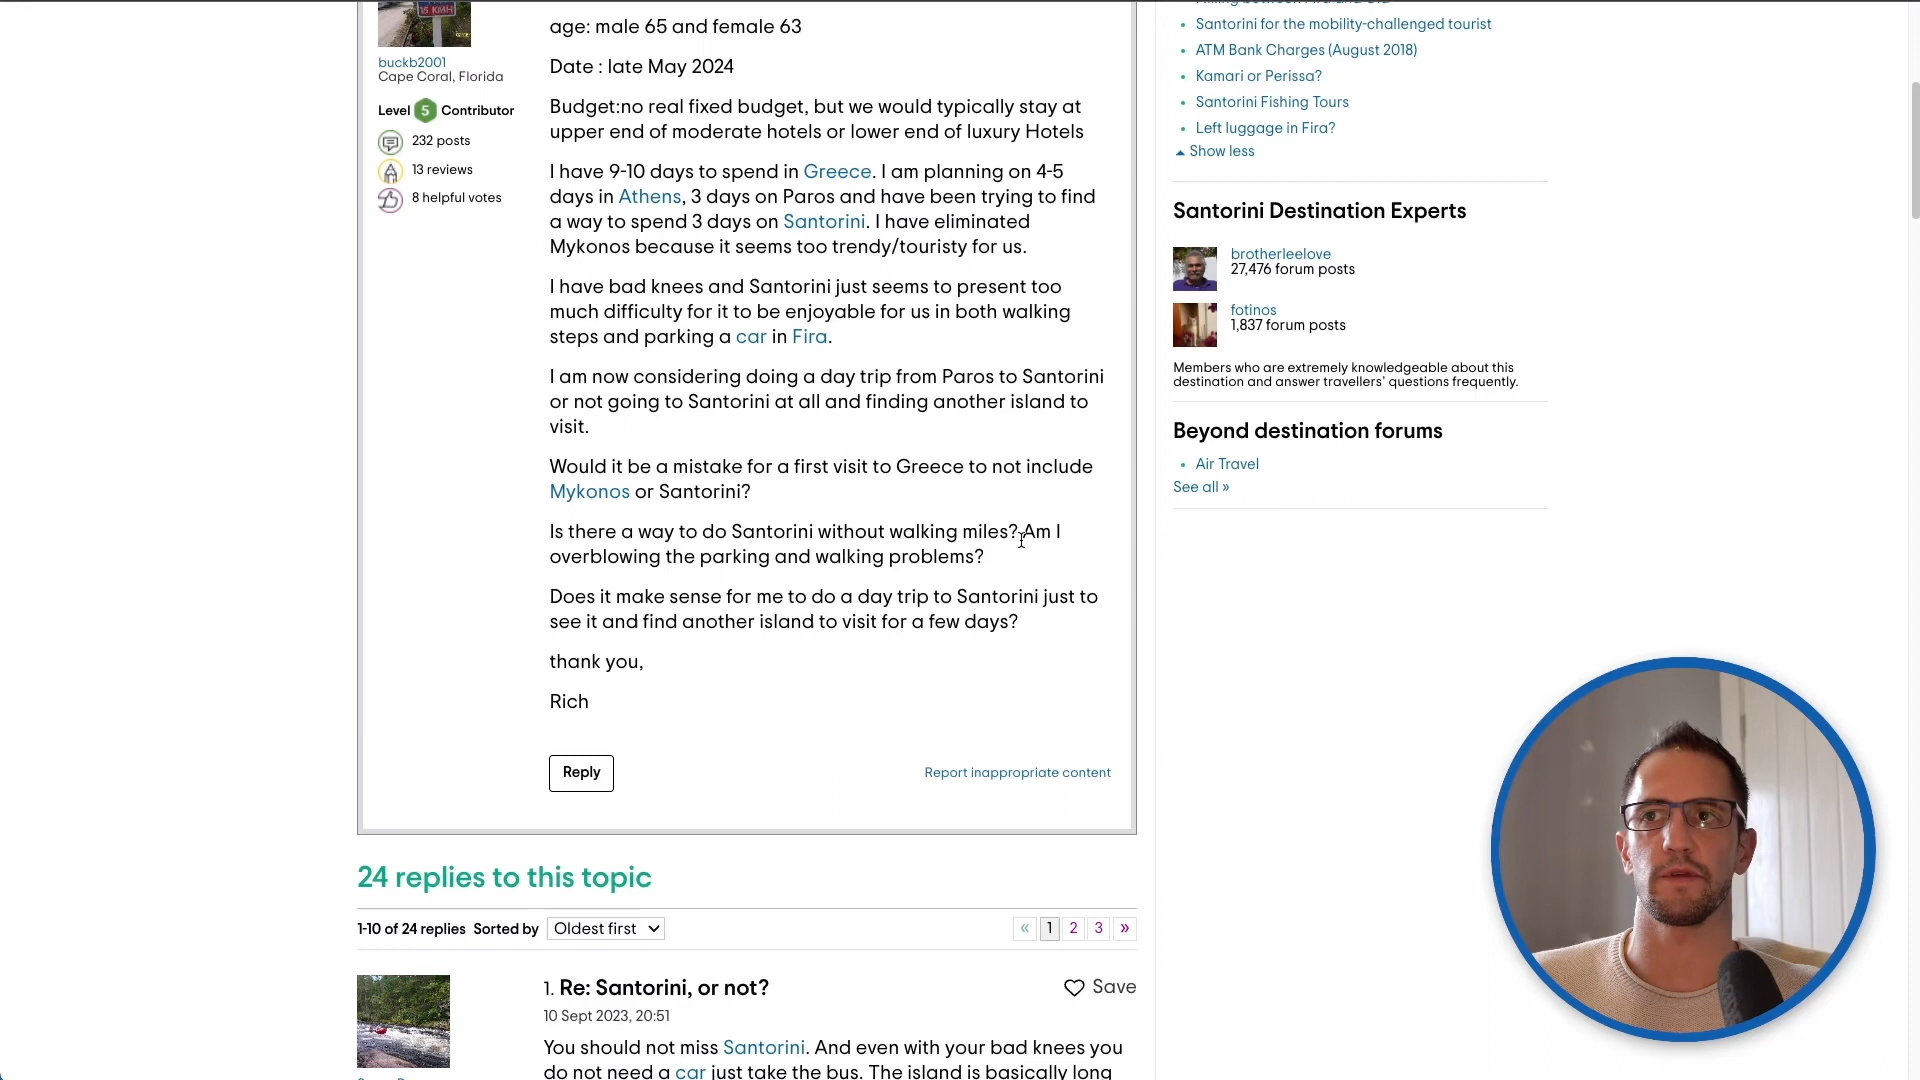 15 KMH
buckb2001
Cape Coral, Florida
Level 5 Contributor
232 posts
13 reviews
8 helpful votes
age: male 65 and female 63
Date : late May 2024
Budget:no real fixed budget, but we would typically stay at
upper end of moderate hotels or lower end of luxury Hotels
I have 9-10 days to spend in Greece. I am planning on 4-5
days in Athens, 3 days on Paros and have been trying to find
a way to spend 3 days on Santorini. I have eliminated
Mykonos because it seems too trendy/touristy for us.
I have bad knees and Santorini just seems to present too
much difficulty for it to be enjoyable for us in both walking
steps and parking a car in Fira.
I am now considering doing a day trip from Paros to Santorini
or not going to Santorini at all and finding another island to
visit.
Would it be a mistake for a first visit to Greece to not include
Mykonos or Santorini?
Is there a way to do Santorini without walking miles? Am I
overblowing the parking and walking problems?
Does it make sense for me to do a day trip to Santorini just to
see it and find another island to visit for a few days?
thank you,
Rich
Reply
Report inappropriate content
24 replies to this topic
1-10 of 24 replies Sorted by Oldest first
« 1 2 3 »
1. Re: Santorini, or not?
Save
10 Sept 2023, 20:51
You should not miss Santorini. And even with your bad knees you
do not need a car just take the bus. The island is basically long
Santorini for the mobility-challenged tourist
ATM Bank Charges (August 2018)
Kamari or Perissa?
Santorini Fishing Tours
Left luggage in Fira?
Show less
Santorini Destination Experts
brotherleelove
27,476 forum posts
fotinos
1,837 forum posts
Members who are extremely knowledgeable about this
destination and answer travellers' questions frequently.
Beyond destination forums
Air Travel
See all »